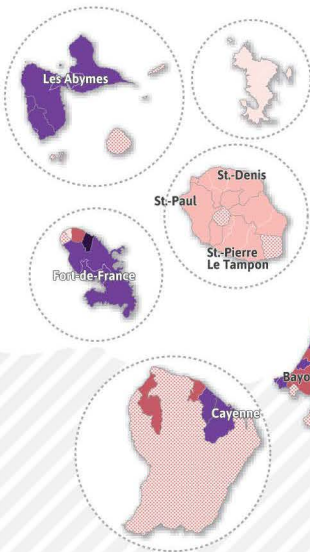 Les Abymes
St.-Denis
St.-Paul
St.-Pierre
Le Tampon
Fort-de-France
Cayenne